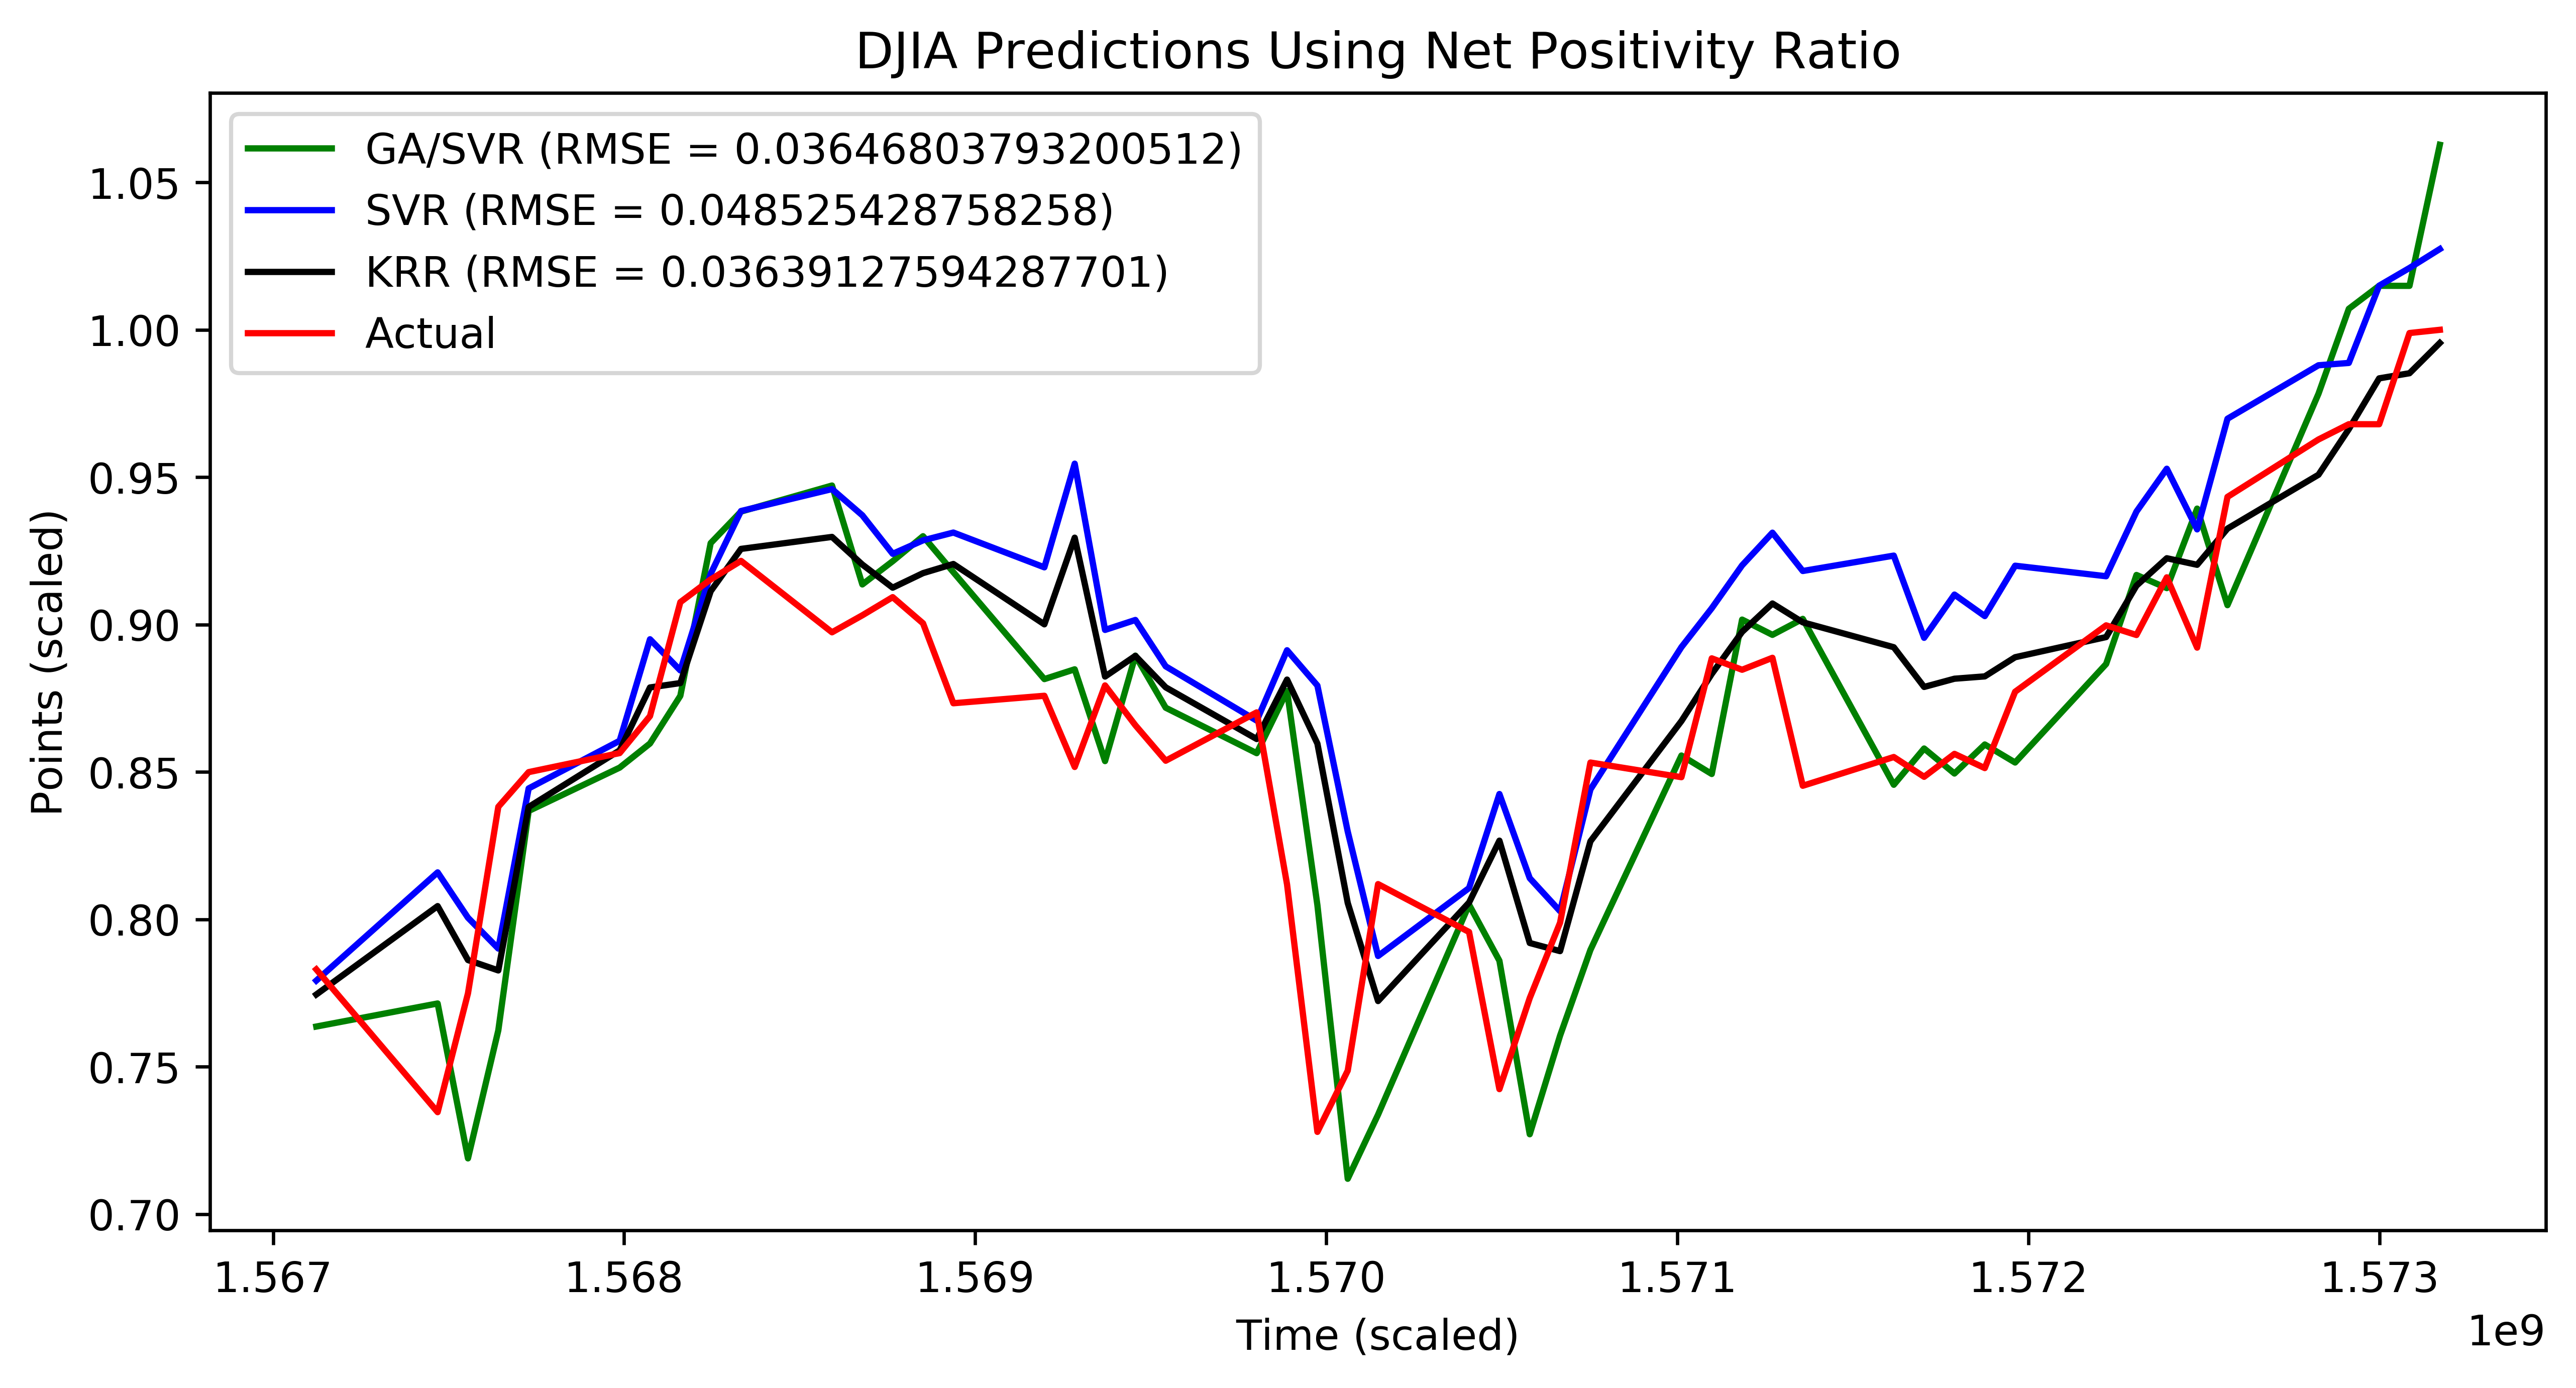 DJIA Predictions Using Net Positivity Ratio
GA/SVR (RMSE = 0.03646803793200512)
SVR (RMSE = 0.048525428758258)
KRR (RMSE = 0.03639127594287701)
Actual
1.05
1.00
0.95
0.90
0.85
0.80
0.75
0.70
Points (scaled)
1.567 1.568 1.569 1.570 1.571 1.572 1.573
1e9
Time (scaled)